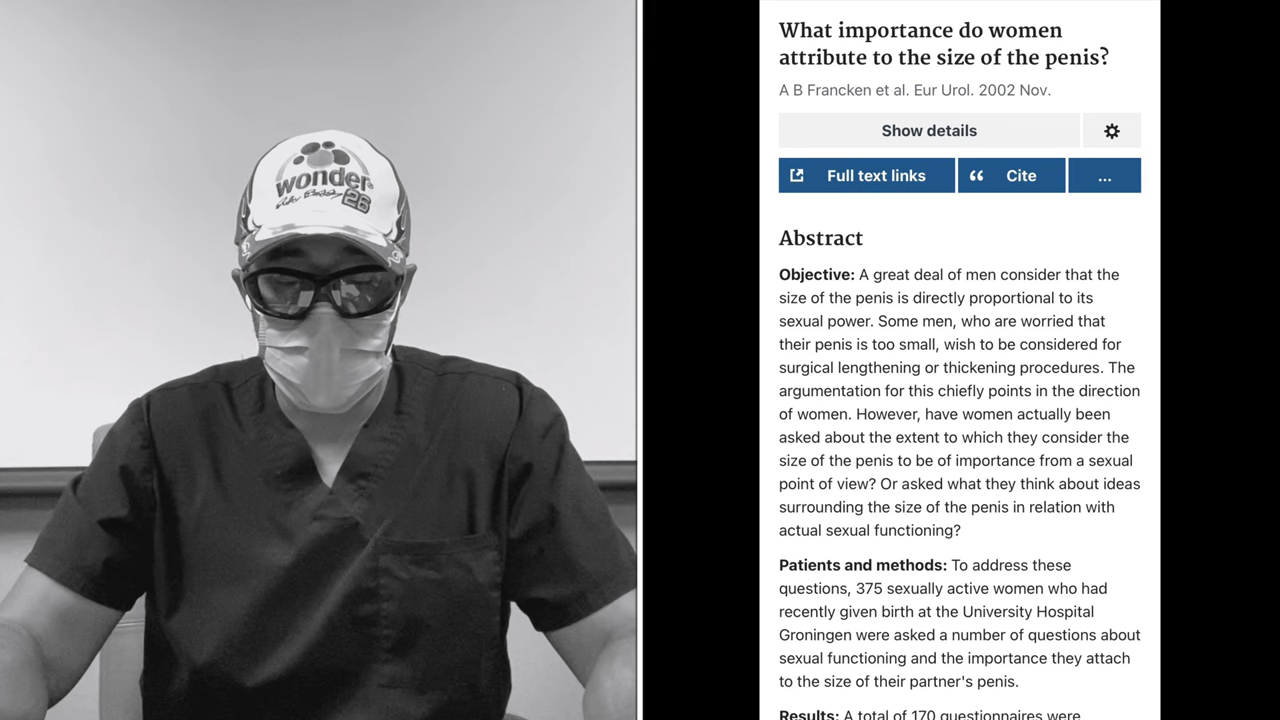 wonder
26
What importance do women
attribute to the size of the penis?
A B Francken et al. Eur Urol. 2002 Nov.
Show details
Full text links
Cite
...
Abstract
Objective: A great deal of men consider that the
size of the penis is directly proportional to its
sexual power. Some men, who are worried that
their penis is too small, wish to be considered for
surgical lengthening or thickening procedures. The
argumentation for this chiefly points in the direction
of women. However, have women actually been
asked about the extent to which they consider the
size of the penis to be of importance from a sexual
point of view? Or asked what they think about ideas
surrounding the size of the penis in relation with
actual sexual functioning?
Patients and methods: To address these
questions, 375 sexually active women who had
recently given birth at the University Hospital
Groningen were asked a number of questions about
sexual functioning and the importance they attach
to the size of their partner's penis.
Results: A total of 170 questionnaires were